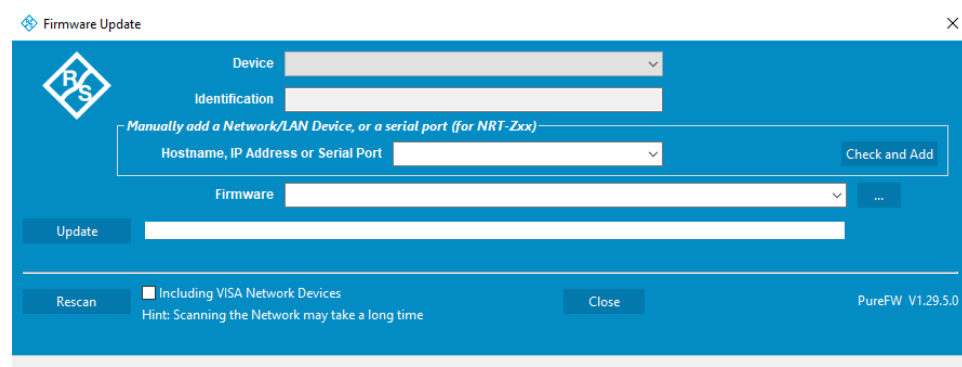 Firmware Update
R
S
Device
Identification
Manually add a Network/LAN Device, or a serial port (for NRT-Zxx)
Hostname, IP Address or Serial Port
Check and Add
Firmware
...
Update
Rescan
Including VISA Network Devices
Hint: Scanning the Network may take a long time
Close
PureFW V1.29.5.0